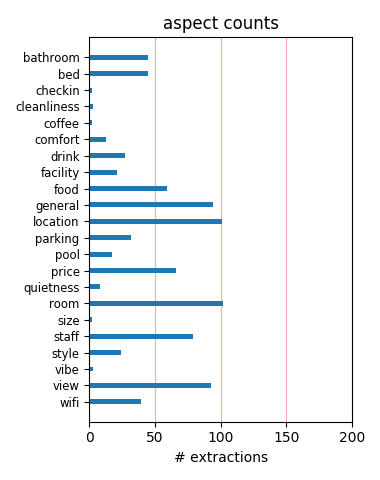 aspect counts
bathroom
bed
checkin
cleanliness
coffee
comfort
drink
facility
food
general
location
parking
pool
price
quietness
room
size
staff
style
vibe
view
wifi
0 50 100 150 200
# extractions